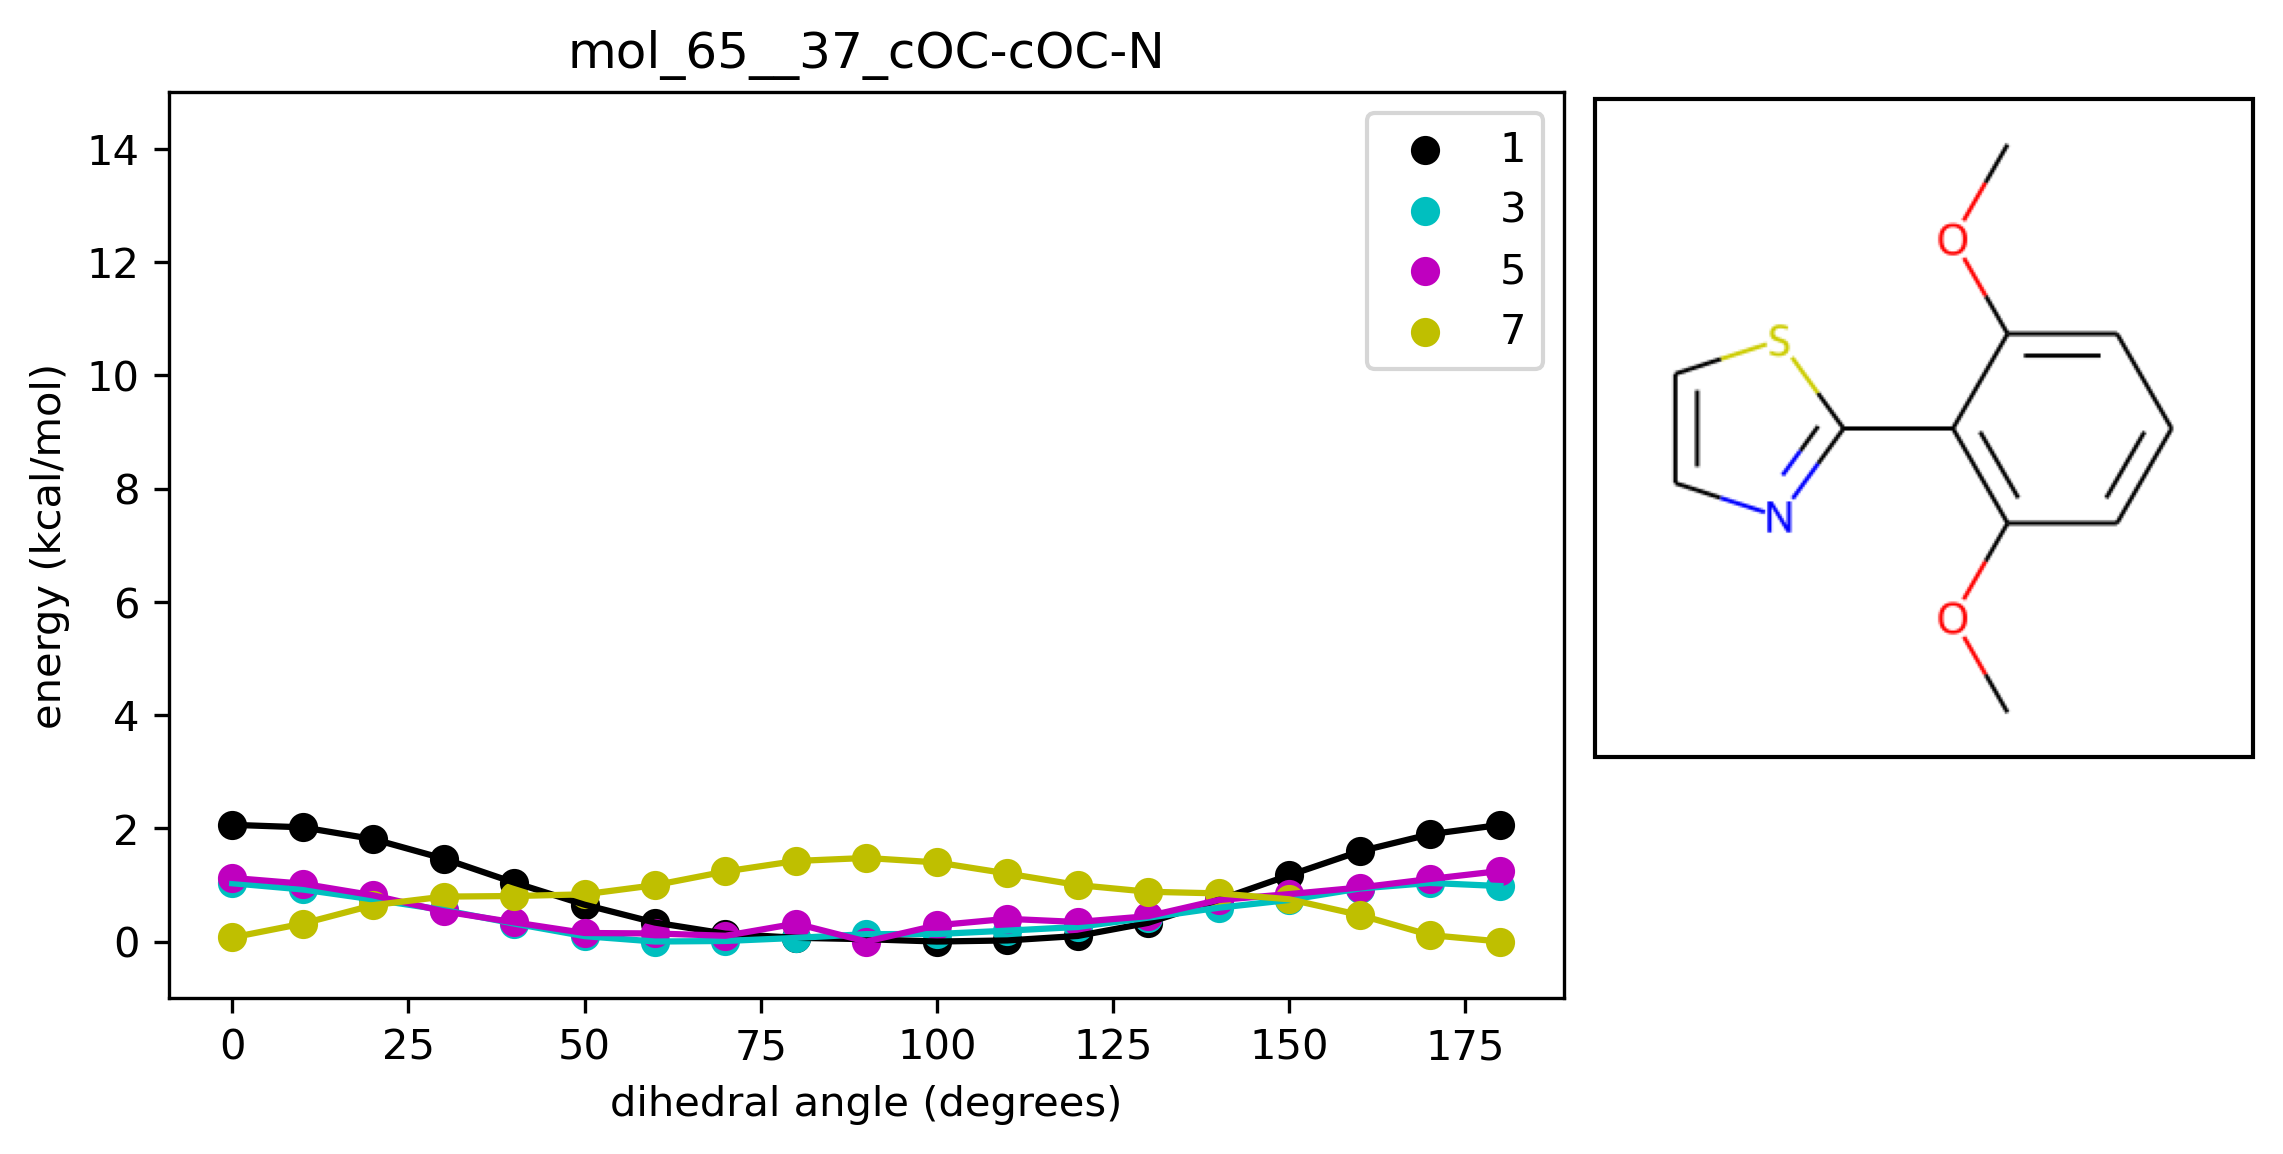 mol_65__37_cOC-cOC-N
energy (kcal/mol)
14
12
10
8
6
4
2
0
0 25 50 75 100 125 150 175
dihedral angle (degrees)
1
3
5
7
O
S
N
O